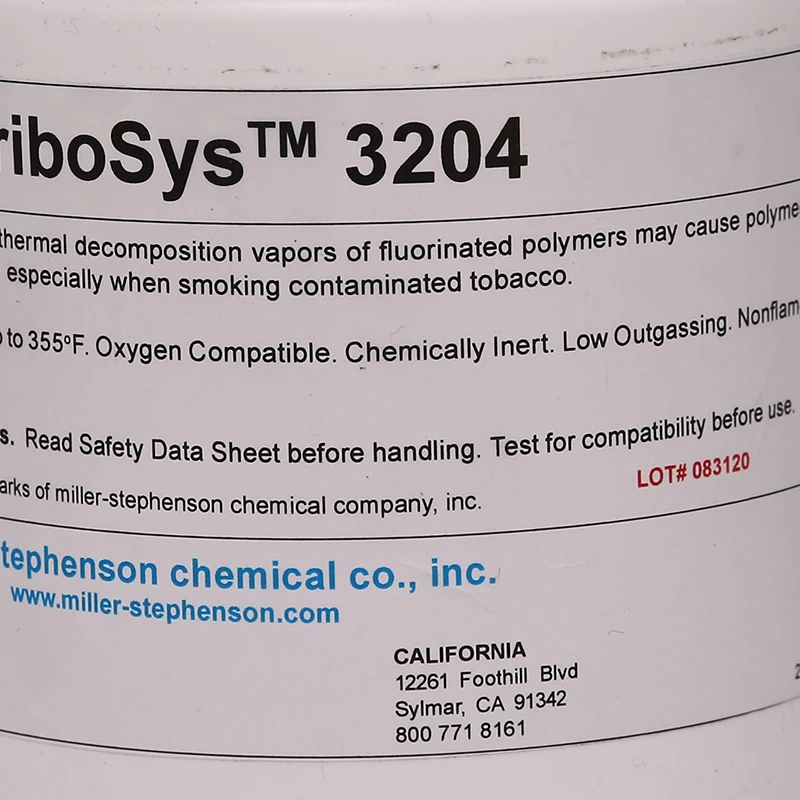 riboSys™ 3204
thermal decomposition vapors of fluorinated polymers may cause polyme
especially when smoking contaminated tobacco.
to 355ºF. Oxygen Compatible. Chemically Inert. Low Outgassing. Nonflam
s. Read Safety Data Sheet before handling. Test for compatibility before use.
LOT# 083120
arks of miller-stephenson chemical company, inc.
tephenson chemical co., inc.
www.miller-stephenson.com
CALIFORNIA
12261 Foothill Blvd
Sylmar, CA 91342
800 771 8161